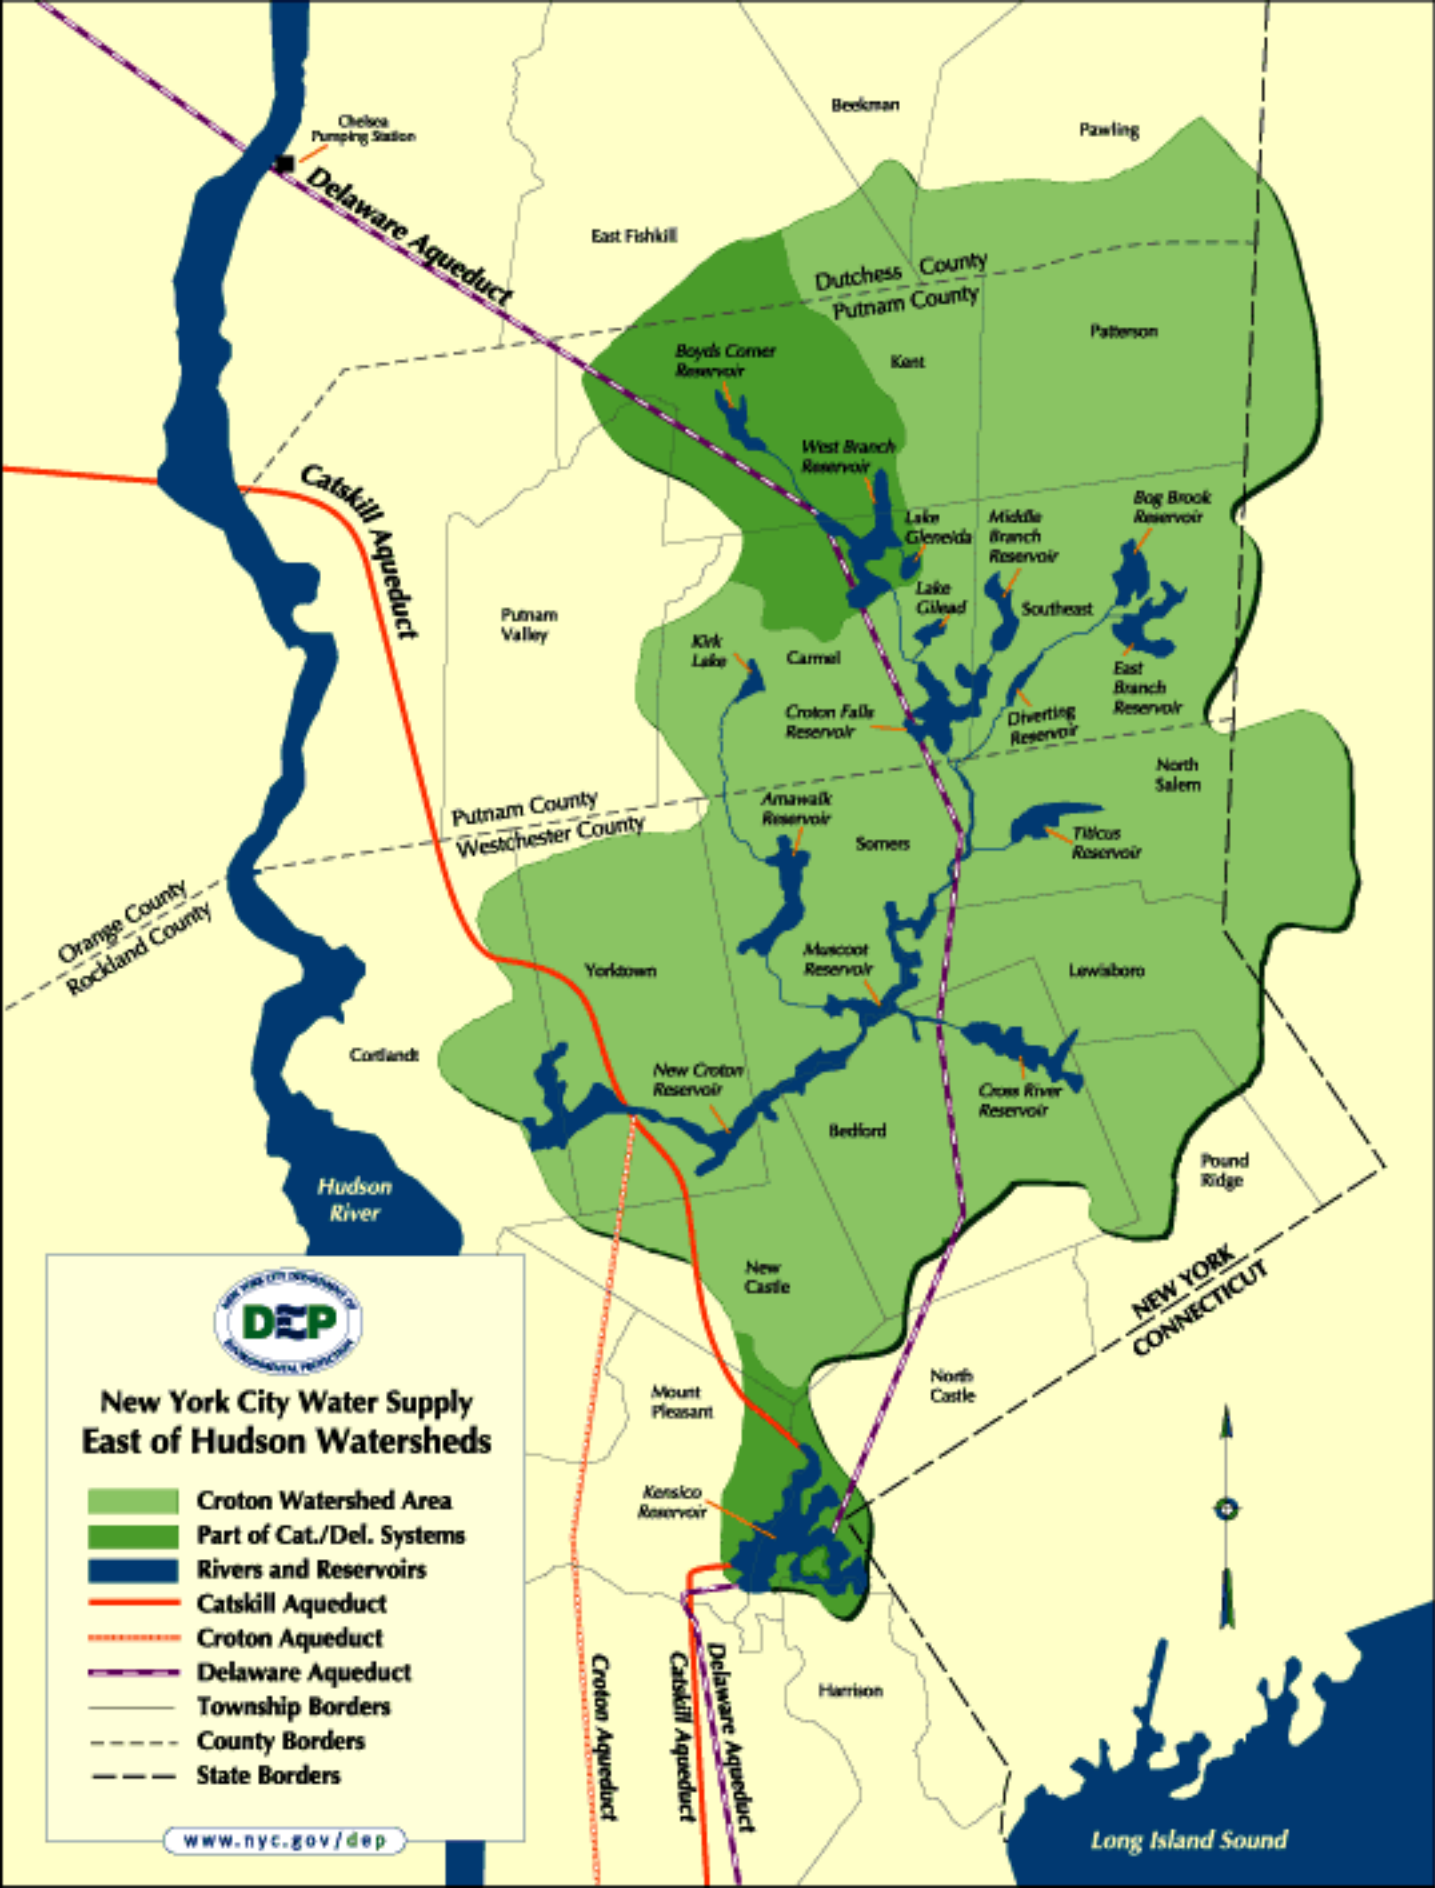 Beekman
Pawling
Chelsea
Pumping Station
Delaware Aqueduct
East Fishkill
Dutchess County
Putnam County
Patterson
Kent
Boyds Corner
Reservoir
West Branch
Reservoir
Catskill Aqueduct
Lake
Gleneida
Middle
Branch
Reservoir
Bog Brook
Reservoir
Lake
Gilead
Southeast
Putnam
Valley
Kirk
Lake
Carmel
East
Branch
Reservoir
Croton Falls
Reservoir
Diverting
Reservoir
North
Salem
Putnam County
Westchester County
Amawalk
Reservoir
Somers
Titicus
Reservoir
Orange County
Rockland County
Muscoot
Reservoir
Yorktown
Lewisboro
Cortlandt
New Croton
Reservoir
Cross River
Reservoir
Bedford
Pound
Ridge
Hudson
River
New
Castle
NEW YORK
CONNECTICUT
North
Castle
Mount
Pleasant
Kensico
Reservoir
Harrison
Croton Aqueduct
Catskill Aqueduct
Delaware Aqueduct
Long Island Sound
NEW YORK CITY DEPARTMENT OF
DEP
ENVIRONMENTAL PROTECTION
New York City Water Supply
East of Hudson Watersheds
Croton Watershed Area
Part of Cat./Del. Systems
Rivers and Reservoirs
Catskill Aqueduct
Croton Aqueduct
Delaware Aqueduct
Township Borders
County Borders
State Borders
www.nyc.gov/dep